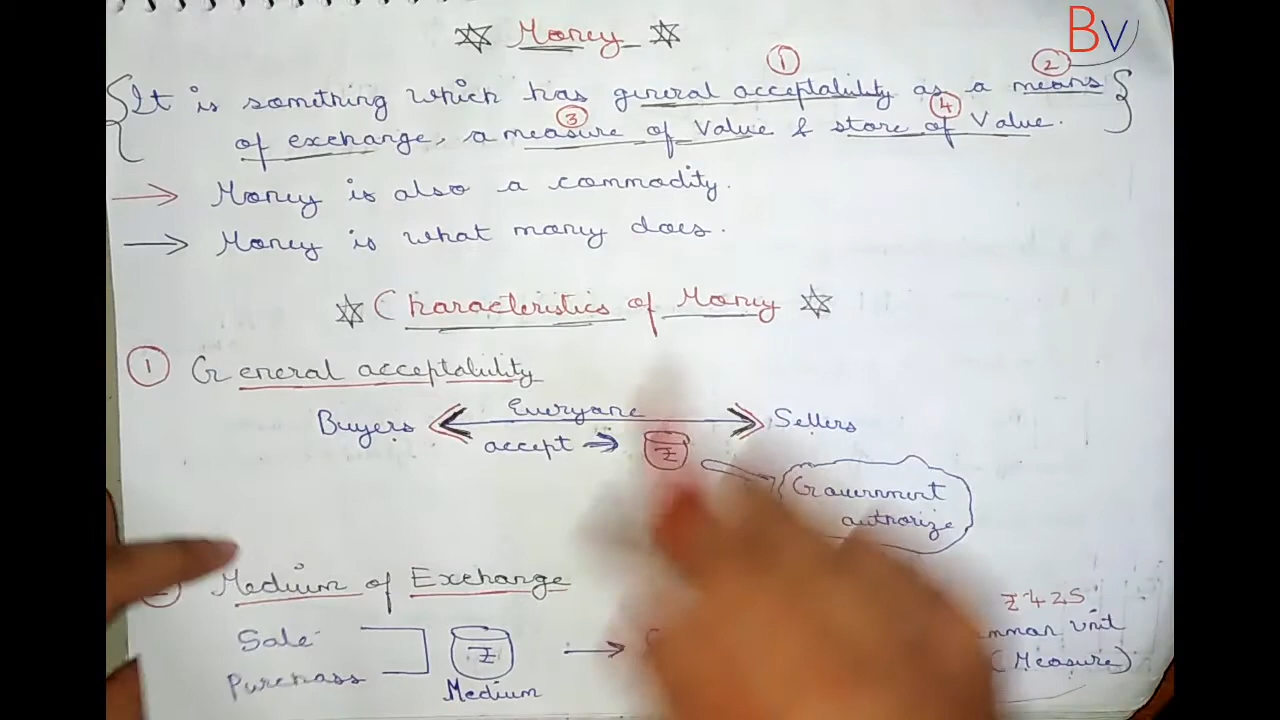 BV
Money
① ②
It is something which has general acceptability as a means
③ ④
of exchange, a measure of Value & store of Value.
→ Money is also a commodity.
→ Money is what money does.
Characteristics of Money
① General acceptability
Buyers Everyone Sellers
accept → ₹
Government
authorize
Medium of Exchange
₹ 425
Sale
unit
₹ →
(Measure)
Purchass
Medium